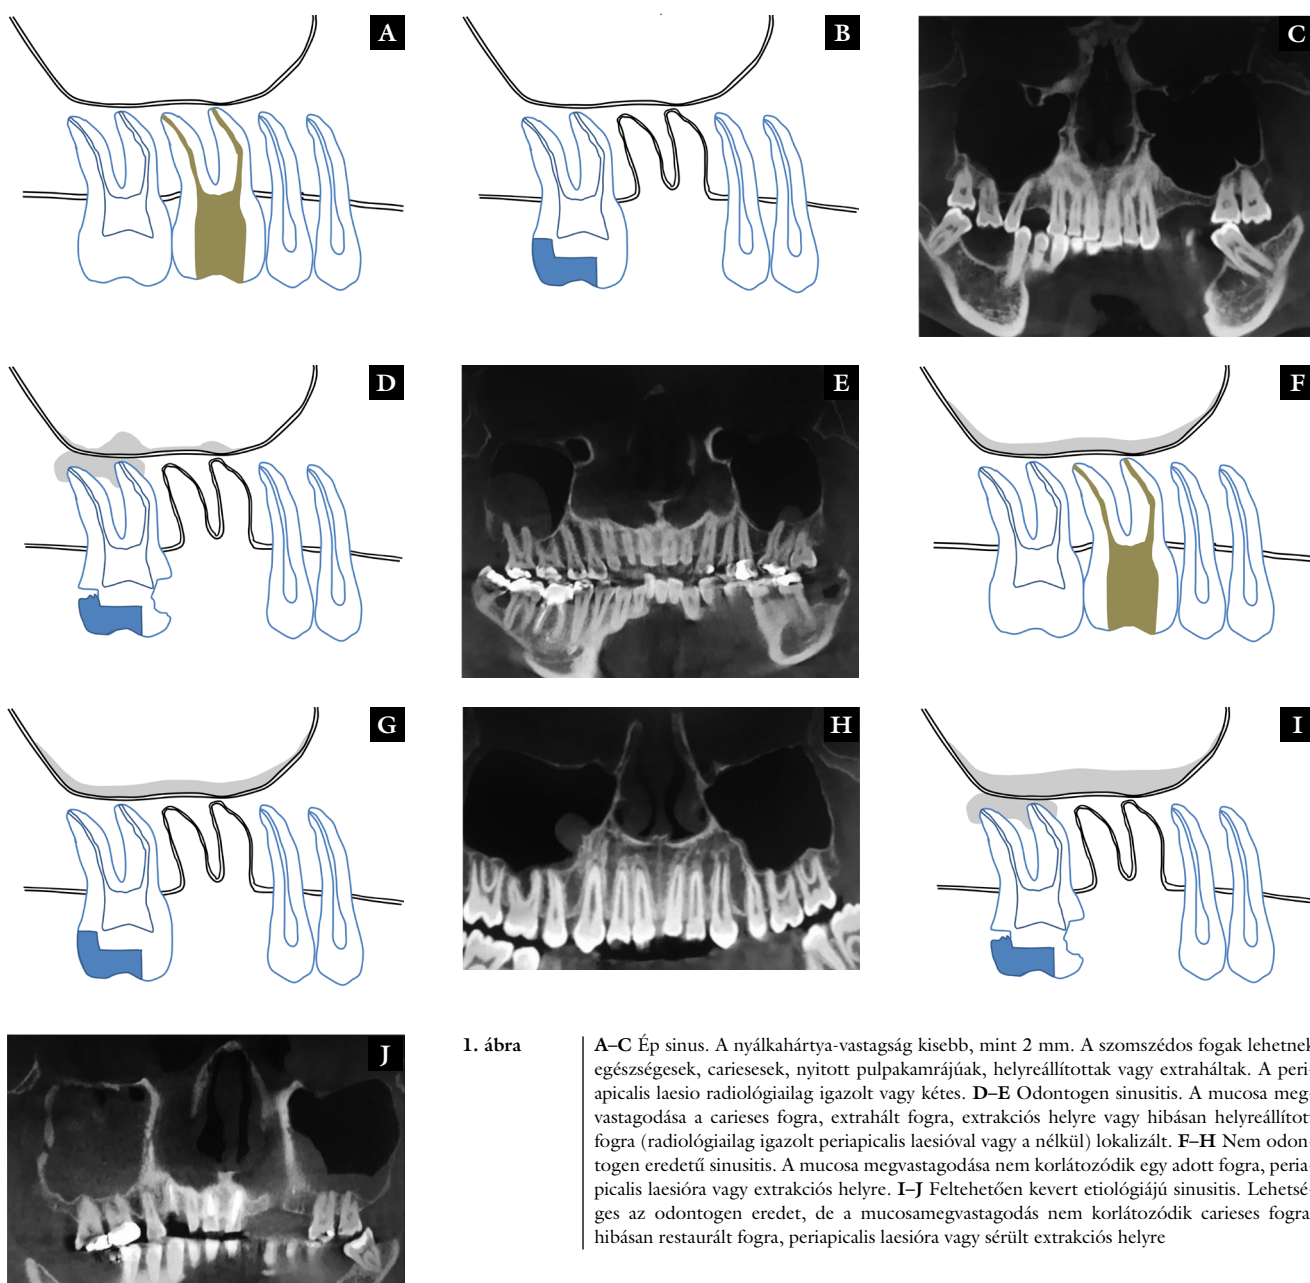 A
B
C
D
E
F
G
H
I
J
1. ábra
A–C Ép sinus. A nyálkahártya-vastagság kisebb, mint 2 mm. A szomszédos fogak lehetnek
egészségesek, cariesesek, nyitott pulpakamrájúak, helyreállítottak vagy extraháltak. A peri-
apicalis laesio radiológiailag igazolt vagy kétes. D–E Odontogen sinusitis. A mucosa meg-
vastagodása a carieses fogra, extrahált fogra, extrakciós helyre vagy hibásan helyreállított
fogra (radiológiailag igazolt periapicalis laesióval vagy a nélkül) lokalizált. F–H Nem odon-
togen eredetű sinusitis. A mucosa megvastagodása nem korlátozódik egy adott fogra, peria-
picalis laesióra vagy extrakciós helyre. I–J Feltehetően kevert etiológiájú sinusitis. Lehetsé-
ges az odontogen eredet, de a mucosamegvastagodás nem korlátozódik carieses fogra,
hibásan restaurált fogra, periapicalis laesióra vagy sérült extrakciós helyre